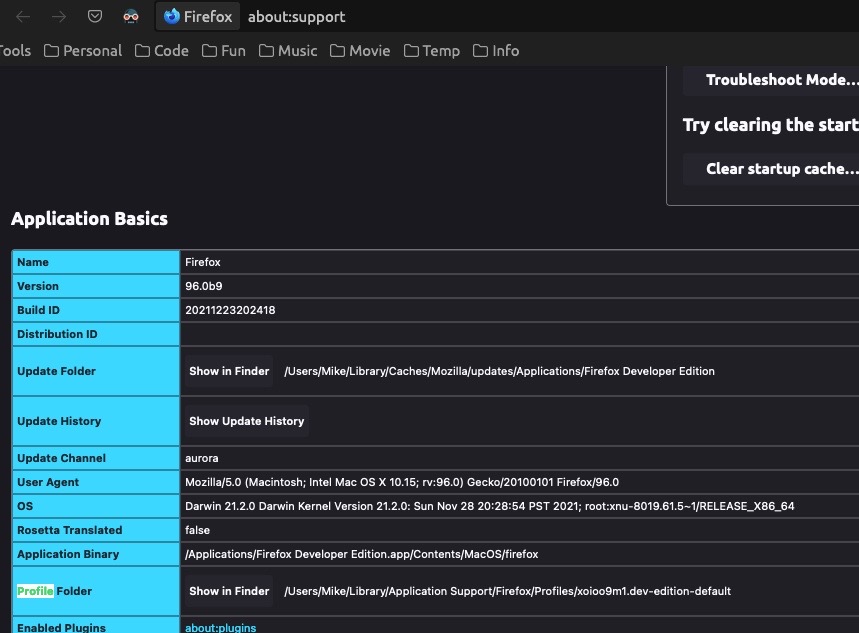 Firefox about:support
Tools Personal Code Fun Music Movie Temp Info
Troubleshoot Mode...
Try clearing the start
Clear startup cache...
Application Basics
Name Firefox
Version 96.0b9
Build ID 20211223202418
Distribution ID
Update Folder Show in Finder /Users/Mike/Library/Caches/Mozilla/updates/Applications/Firefox Developer Edition
Update History Show Update History
Update Channel aurora
User Agent Mozilla/5.0 (Macintosh; Intel Mac OS X 10.15; rv:96.0) Gecko/20100101 Firefox/96.0
OS Darwin 21.2.0 Darwin Kernel Version 21.2.0: Sun Nov 28 20:28:54 PST 2021; root:xnu-8019.61.5~1/RELEASE_X86_64
Rosetta Translated false
Application Binary /Applications/Firefox Developer Edition.app/Contents/MacOS/firefox
Profile Folder Show in Finder /Users/Mike/Library/Application Support/Firefox/Profiles/xoioo9m1.dev-edition-default
Enabled Plugins about:plugins